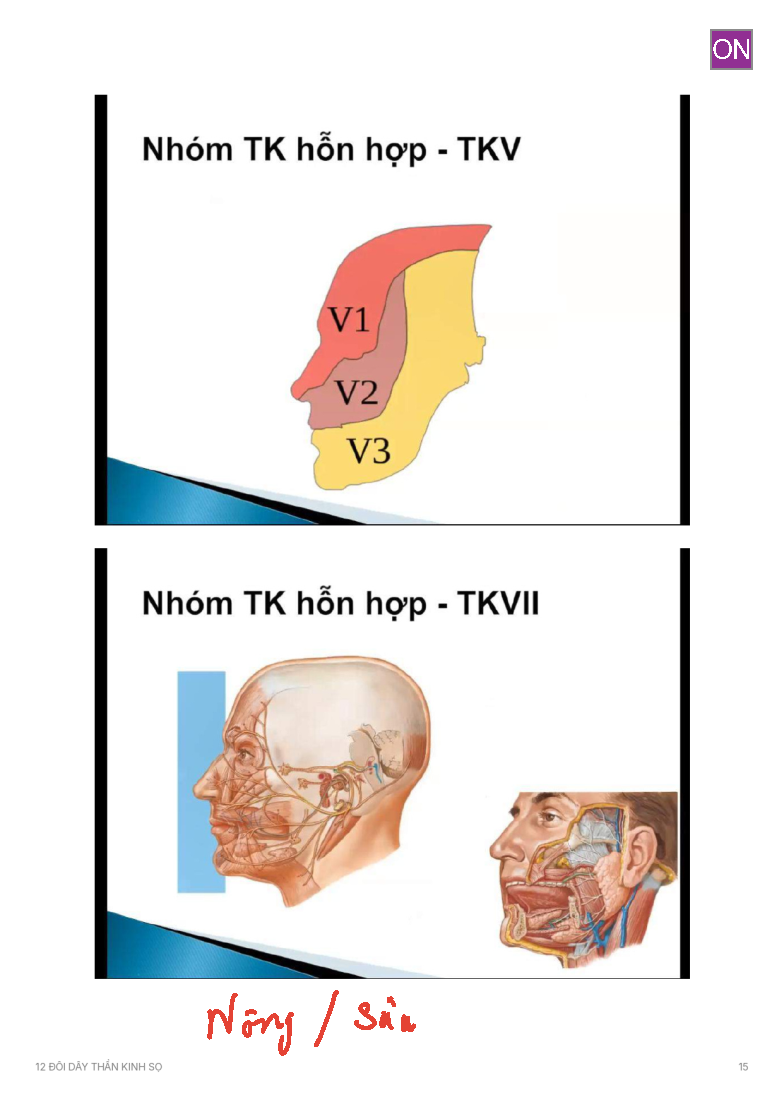 ON
Nhóm TK hỗn hợp - TKV
V1
V2
V3
Nhóm TK hỗn hợp - TKVII
Nông / Sâu
12 ĐÔI DÂY THẦN KINH SỌ
15